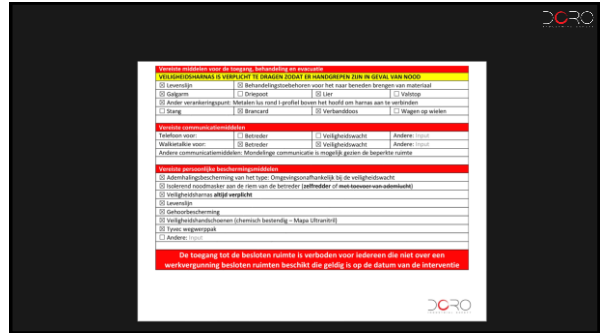 DCRO
Vereiste middelen voor de toegang, behandeling en evacuatie
VEILIGHEIDSHARNAS IS VERPLICHT TE DRAGEN ZODAT ER HANDGREPEN ZIJN IN GEVAL VAN NOOD
☒ Levenslijn ☒ Behandelingstoebehoren voor het naar beneden brengen van materiaal
☒ Galgarm ☐ Driepoot ☒ Lier ☐ Valstop
☒ Ander verankeringspunt: Metalen lus rond I-profiel boven het hoofd om harnas aan te verbinden
☐ Stang ☒ Brancard ☒ Verbanddoos ☐ Wagen op wielen
Vereiste communicatiemiddelen
Telefoon voor: ☐ Betreder ☐ Veiligheidswacht Andere: Input
Walkietalkie voor: ☒ Betreder ☒ Veiligheidswacht Andere: Input
Andere communicatiemiddelen: Mondelinge communicatie is mogelijk gezien de beperkte ruimte
Vereiste persoonlijke beschermingsmiddelen
☒ Ademhalingsbescherming van het type: Omgevingsonafhankelijk bij de veiligheidswacht
☒ Isolerend noodmasker aan de riem van de betreder (zelfredder of met toevoer van ademlucht)
☒ Veiligheidsharnas altijd verplicht
☒ Levenslijn
☒ Gehoorbescherming
☒ Veiligheidshandschoenen (chemisch bestendig – Mapa Ultranitril)
☒ Tyvec wegwerppak
☐ Andere: Input
De toegang tot de besloten ruimte is verboden voor iedereen die niet over een
werkvergunning besloten ruimten beschikt die geldig is op de datum van de interventie
DCRO